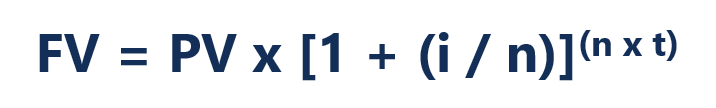 FV = PV x [1 + (i / n)]⁽ⁿ ˣ ᵗ⁾